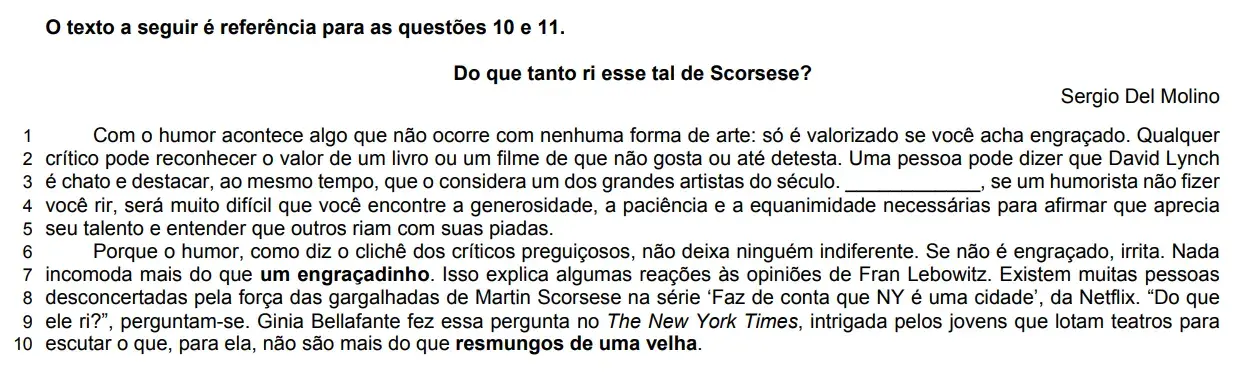 O texto a seguir é referência para as questões 10 e 11.
Do que tanto ri esse tal de Scorsese?
Sergio Del Molino
1 Com o humor acontece algo que não ocorre com nenhuma forma de arte: só é valorizado se você acha engraçado. Qualquer
2 crítico pode reconhecer o valor de um livro ou um filme de que não gosta ou até detesta. Uma pessoa pode dizer que David Lynch
3 é chato e destacar, ao mesmo tempo, que o considera um dos grandes artistas do século. _____________, se um humorista não fizer
4 você rir, será muito difícil que você encontre a generosidade, a paciência e a equanimidade necessárias para afirmar que aprecia
5 seu talento e entender que outros riam com suas piadas.
6 Porque o humor, como diz o clichê dos críticos preguiçosos, não deixa ninguém indiferente. Se não é engraçado, irrita. Nada
7 incomoda mais do que um engraçadinho. Isso explica algumas reações às opiniões de Fran Lebowitz. Existem muitas pessoas
8 desconcertadas pela força das gargalhadas de Martin Scorsese na série ‘Faz de conta que NY é uma cidade’, da Netflix. “Do que
9 ele ri?”, perguntam-se. Ginia Bellafante fez essa pergunta no The New York Times, intrigada pelos jovens que lotam teatros para
10 escutar o que, para ela, não são mais do que resmungos de uma velha.